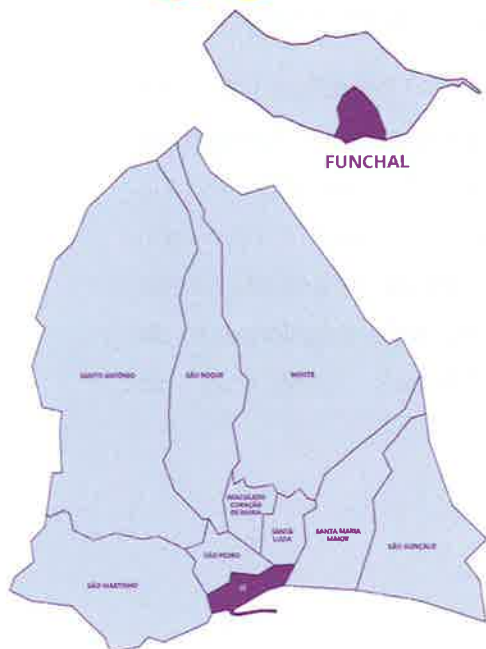 FUNCHAL
SANTO ANTÓNIO
SÃO ROQUE
MONTE
IMACULADO
CORAÇÃO
DE MARIA
SANTA
LUZIA
SANTA MARIA
MAIOR
SÃO GONÇALO
SÃO PEDRO
SÃO MARTINHO
SÉ